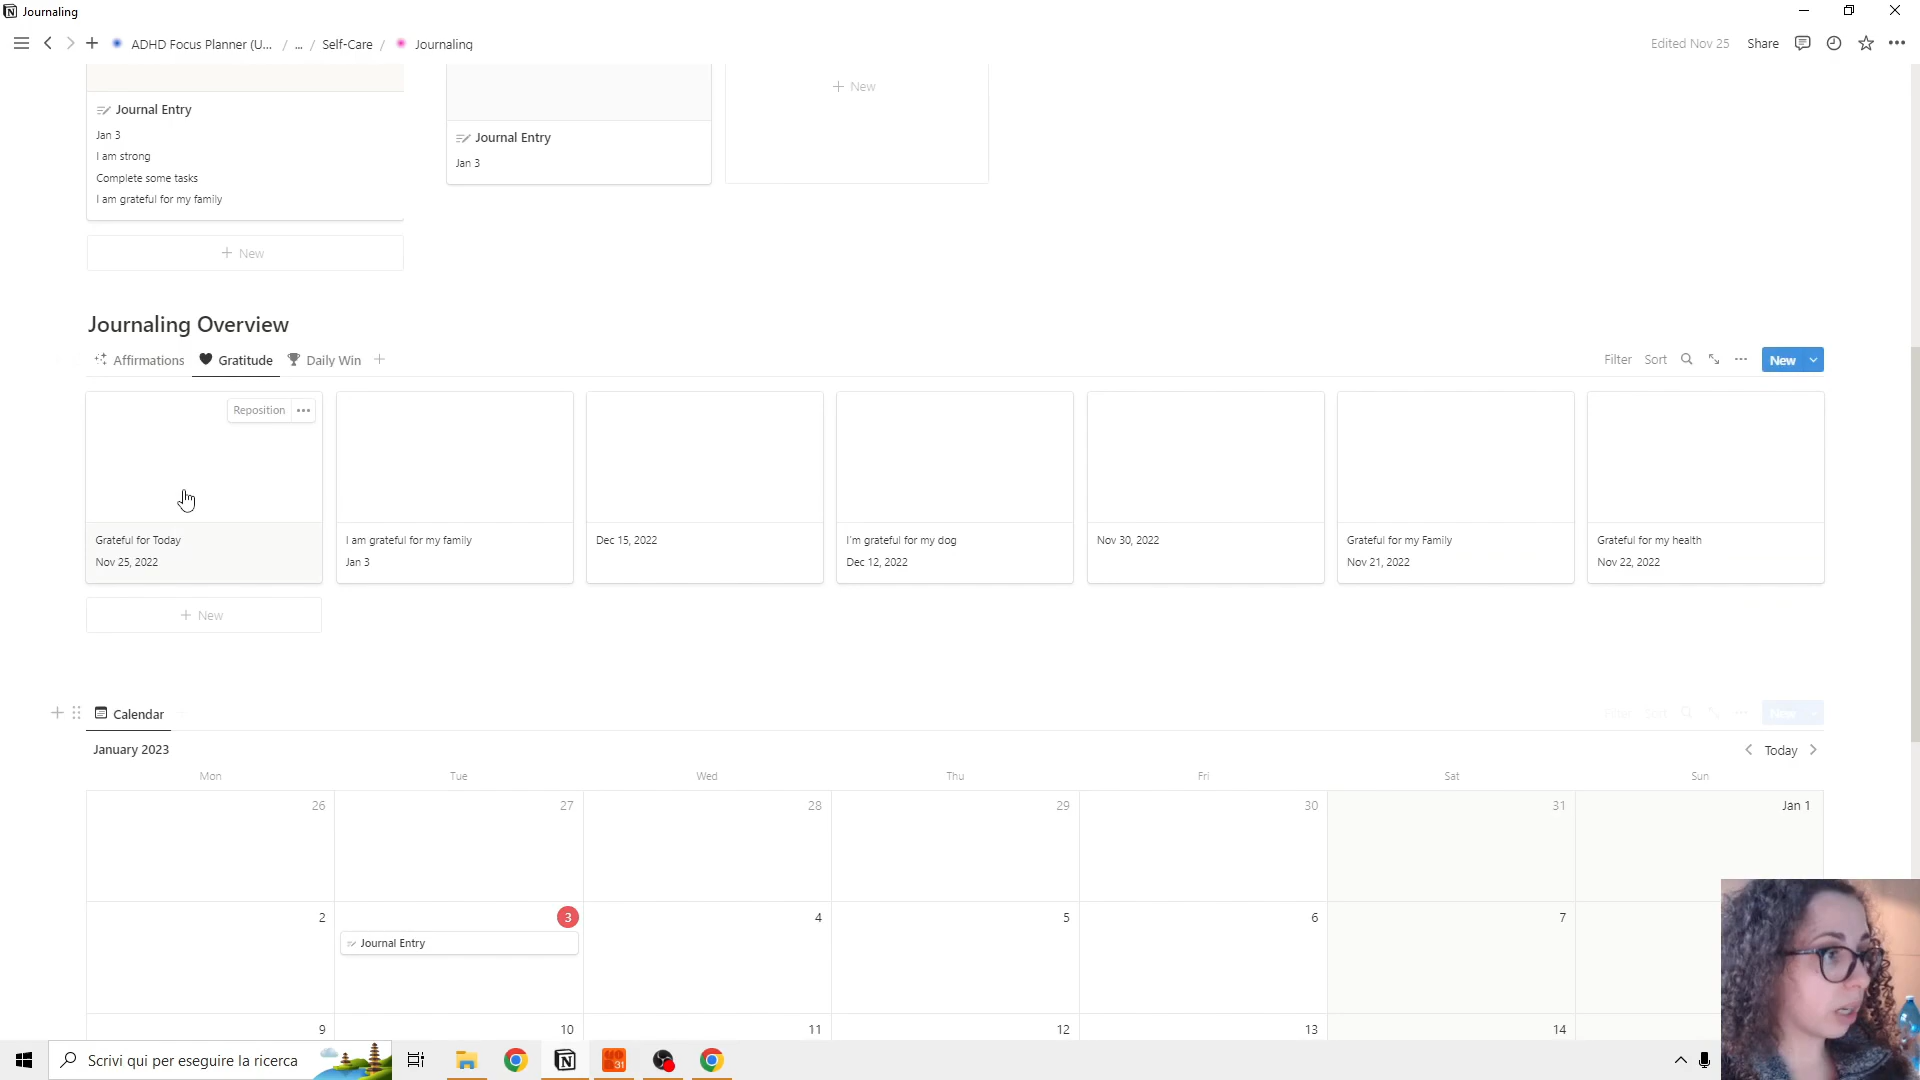 Journaling
ADHD Focus Planner (U... / ... / Self-Care / Journaling
Edited Nov 25 Share
Journal Entry
Jan 3
I am strong
Complete some tasks
I am grateful for my family
+ New
Journal Entry
Jan 3
+ New
Journaling Overview
Affirmations Gratitude Daily Win +
Filter Sort New
Reposition
Grateful for Today
Nov 25, 2022
I am grateful for my family
Jan 3
Dec 15, 2022
I'm grateful for my dog
Dec 12, 2022
Nov 30, 2022
Grateful for my Family
Nov 21, 2022
Grateful for my health
Nov 22, 2022
+ New
Calendar
Filter Sort New
January 2023
Today
Mon Tue Wed Thu Fri Sat Sun
26 27 28 29 30 31 Jan 1
2 3 4 5 6 7
Journal Entry
9 10 11 12 13 14
Scrivi qui per eseguire la ricerca
31